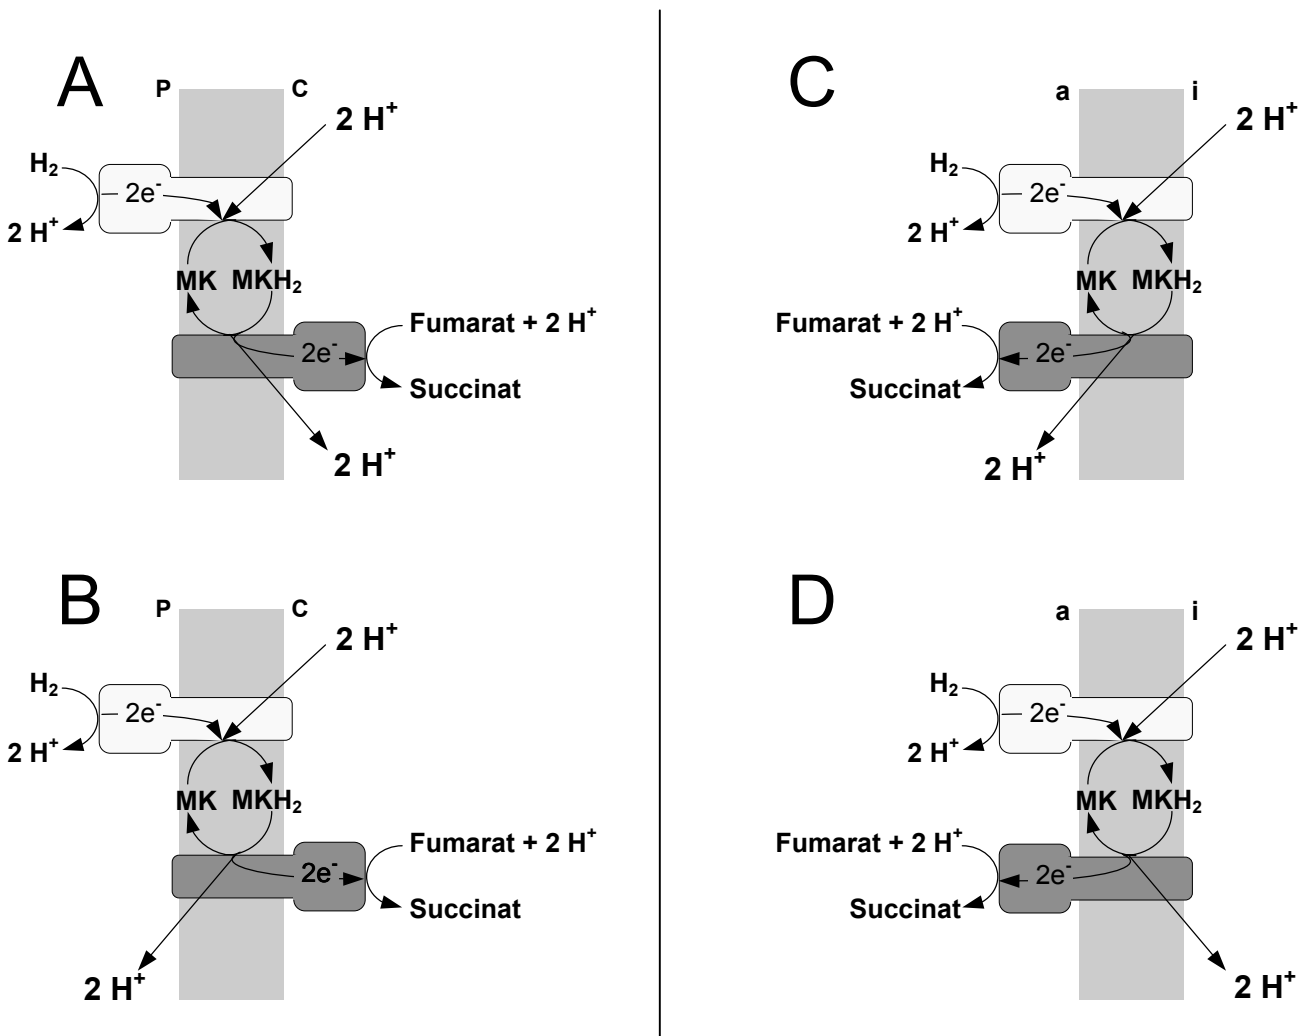 A
P
C
2 H⁺
H₂
2e⁻
2 H⁺
MK
MKH₂
Fumarat + 2 H⁺
2e⁻
Succinat
2 H⁺
C
a
i
2 H⁺
H₂
2e⁻
2 H⁺
MK
MKH₂
Fumarat + 2 H⁺
2e⁻
Succinat
2 H⁺
B
P
C
2 H⁺
H₂
2e⁻
2 H⁺
MK
MKH₂
Fumarat + 2 H⁺
2e⁻
Succinat
2 H⁺
D
a
i
2 H⁺
H₂
2e⁻
2 H⁺
MK
MKH₂
Fumarat + 2 H⁺
2e⁻
Succinat
2 H⁺